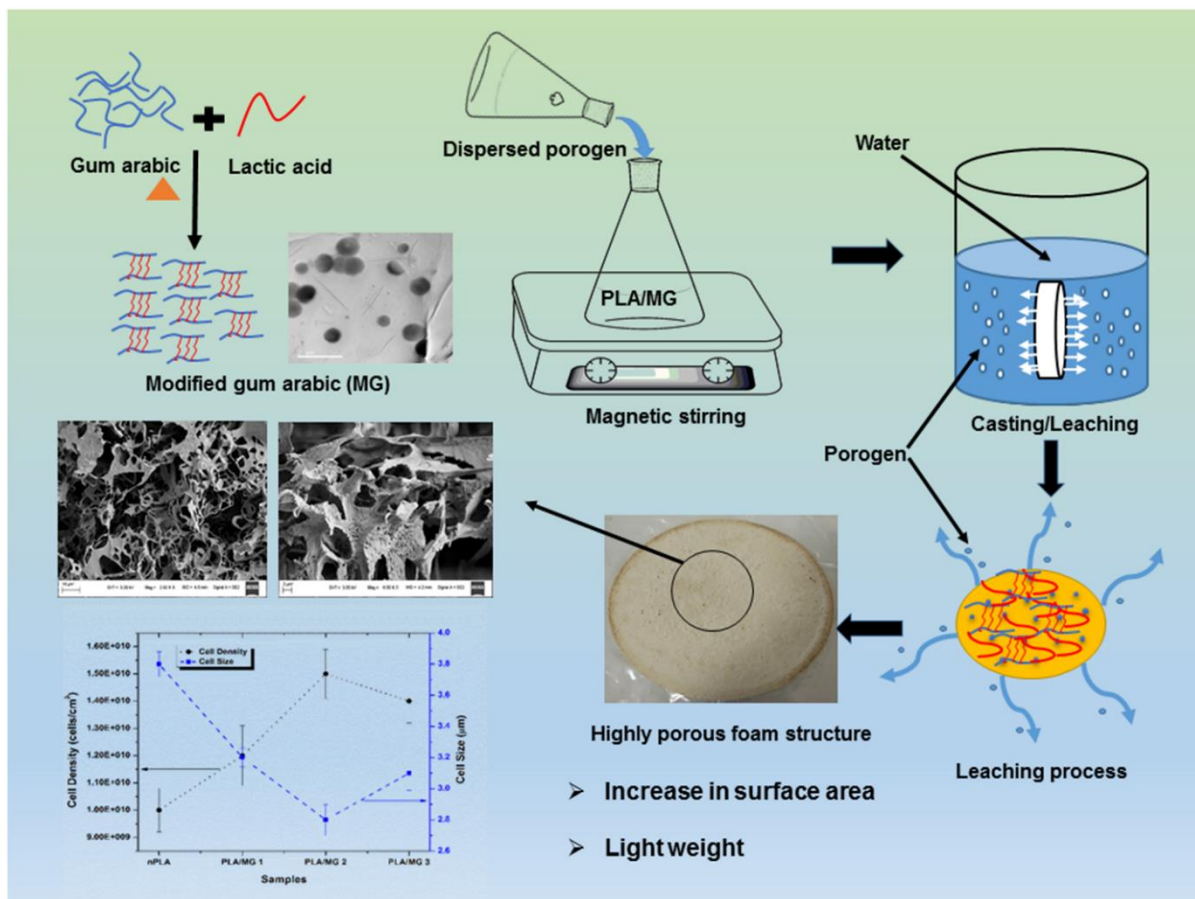 Gum arabic
Lactic acid
Modified gum arabic (MG)
Dispersed porogen
PLA/MG
Magnetic stirring
Water
Casting/Leaching
Porogen
Leaching process
Highly porous foam structure
➢ Increase in surface area
➢ Light weight
Cell Density
Cell Size
Cell Density (cells/cm³)
1.60E+010
1.50E+010
1.40E+010
1.30E+010
1.20E+010
1.10E+010
1.00E+010
9.00E+009
4.0
3.8
3.6
3.4
3.2
3.0
2.8
2.6
Cell Size (μm)
nPLA
PLA/MG 1
PLA/MG 2
PLA/MG 3
Samples